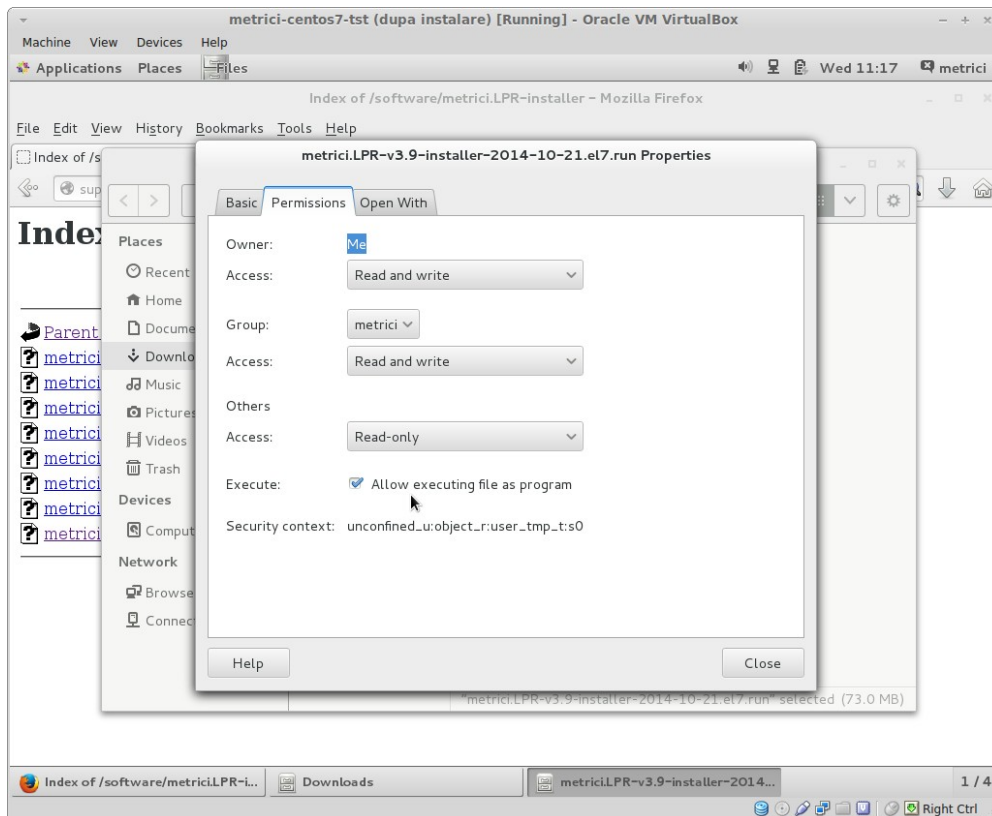 metrici-centos7-tst (dupa instalare) [Running] - Oracle VM VirtualBox
Machine View Devices Help
Applications Places Files Wed 11:17 metrici
Index of /software/metrici.LPR-installer - Mozilla Firefox
File Edit View History Bookmarks Tools Help
Index of /s
sup
metrici.LPR-v3.9-installer-2014-10-21.el7.run Properties
Basic Permissions Open With
Index
Places
Recent
Home
Docume
Downlo
Music
Pictures
Videos
Trash
Devices
Comput
Network
Browse
Connec
Parent
metrici
metrici
metrici
metrici
metrici
metrici
metrici
metrici
Owner: Me
Access: Read and write
Group: metrici
Access: Read and write
Others
Access: Read-only
Execute: Allow executing file as program
Security context: unconfined_u:object_r:user_tmp_t:s0
Help Close
"metrici.LPR-v3.9-installer-2014-10-21.el7.run" selected (73.0 MB)
Index of /software/metrici.LPR-i... Downloads metrici.LPR-v3.9-installer-2014... 1 / 4
Right Ctrl